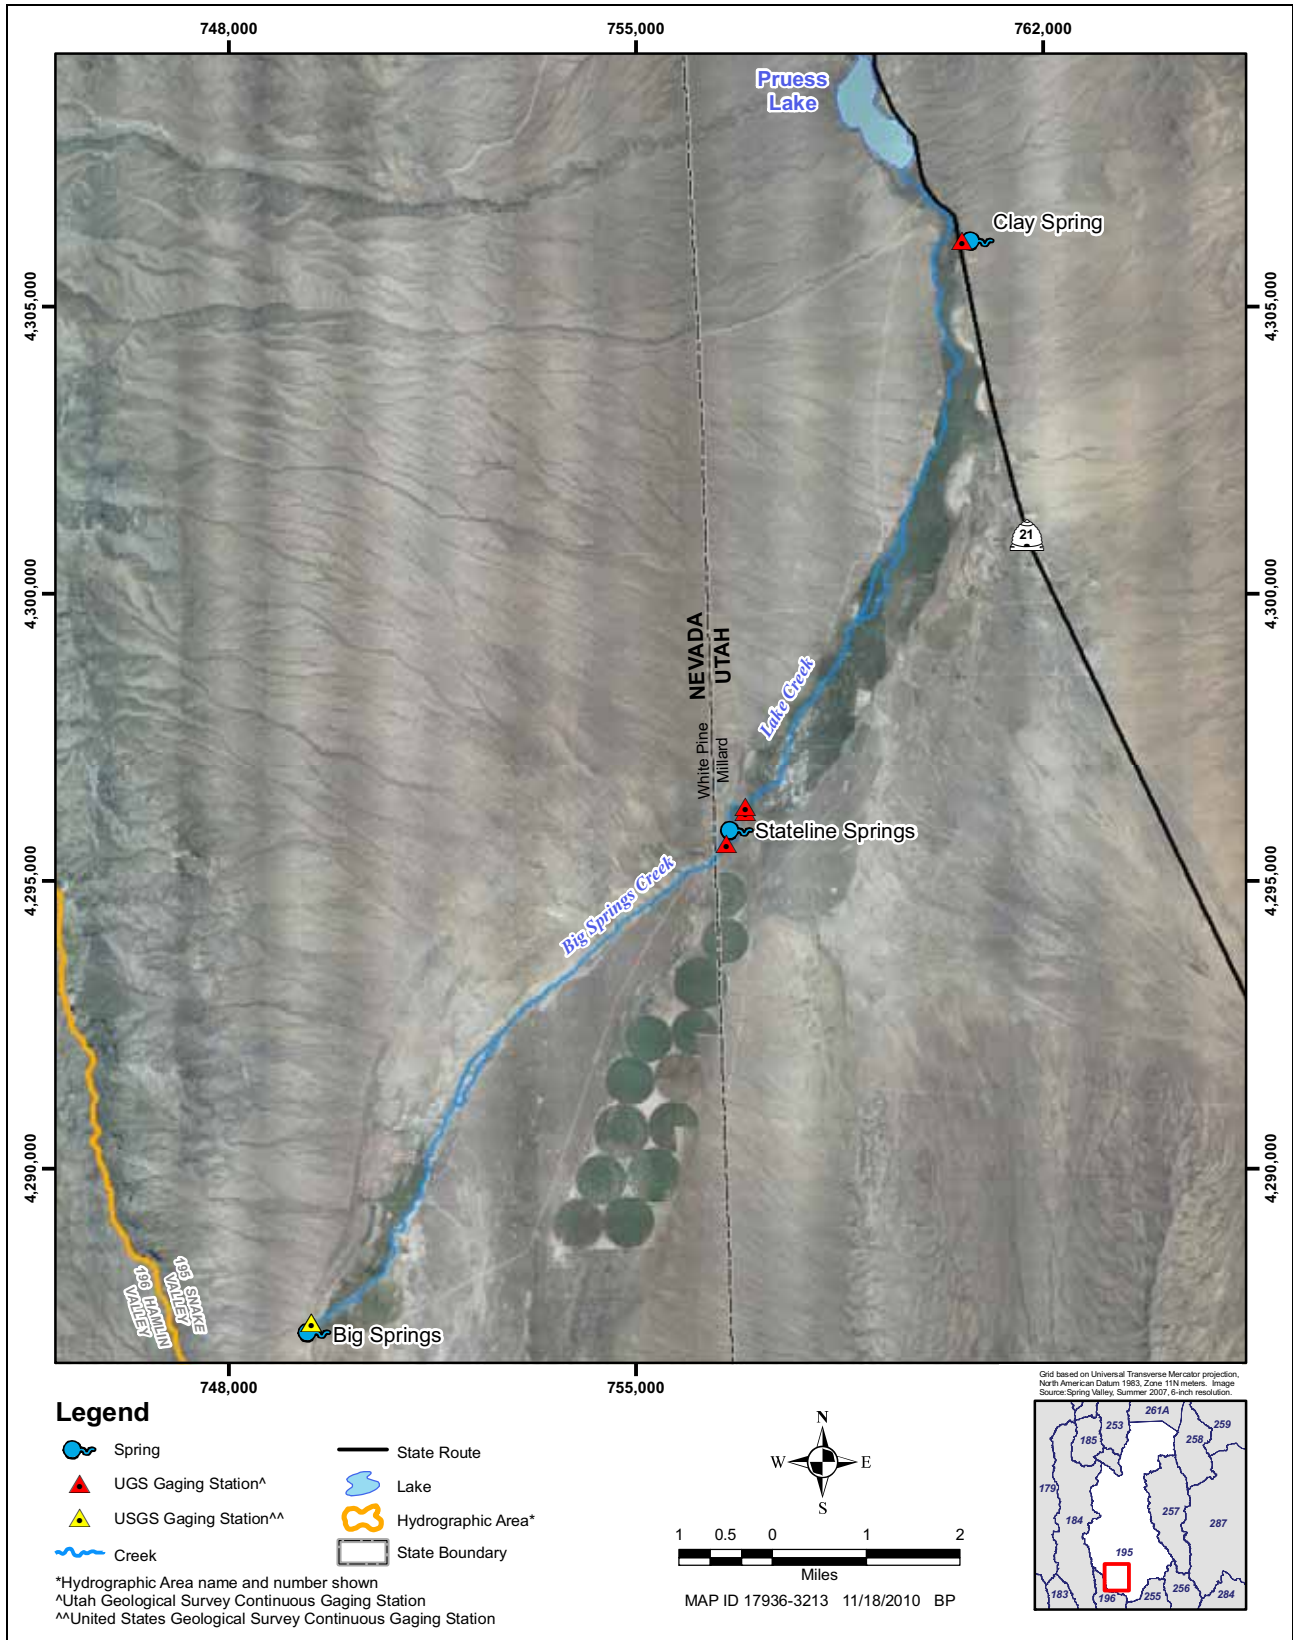 748,000
755,000
762,000
Pruess
Lake
Clay Spring
4,305,000
4,305,000
21
4,300,000
4,300,000
NEVADA
UTAH
Lake Creek
White Pine
Millard
Stateline Springs
4,295,000
4,295,000
Big Springs Creek
4,290,000
4,290,000
195 SNAKE
VALLEY
196 HAMLIN
VALLEY
Big Springs
748,000
755,000
Grid based on Universal Transverse Mercator projection,
North American Datum 1983, Zone 11N meters. Image
Source:Spring Valley, Summer 2007, 6-inch resolution.
Legend
Spring
UGS Gaging Station^
USGS Gaging Station^^
Creek
State Route
Lake
Hydrographic Area*
State Boundary
*Hydrographic Area name and number shown
^Utah Geological Survey Continuous Gaging Station
^^United States Geological Survey Continuous Gaging Station
N
W E
S
1 0.5 0 1 2
Miles
MAP ID 17936-3213 11/18/2010 BP
261A
253
259
185
258
179
257
184
287
195
183
196
255
256
284